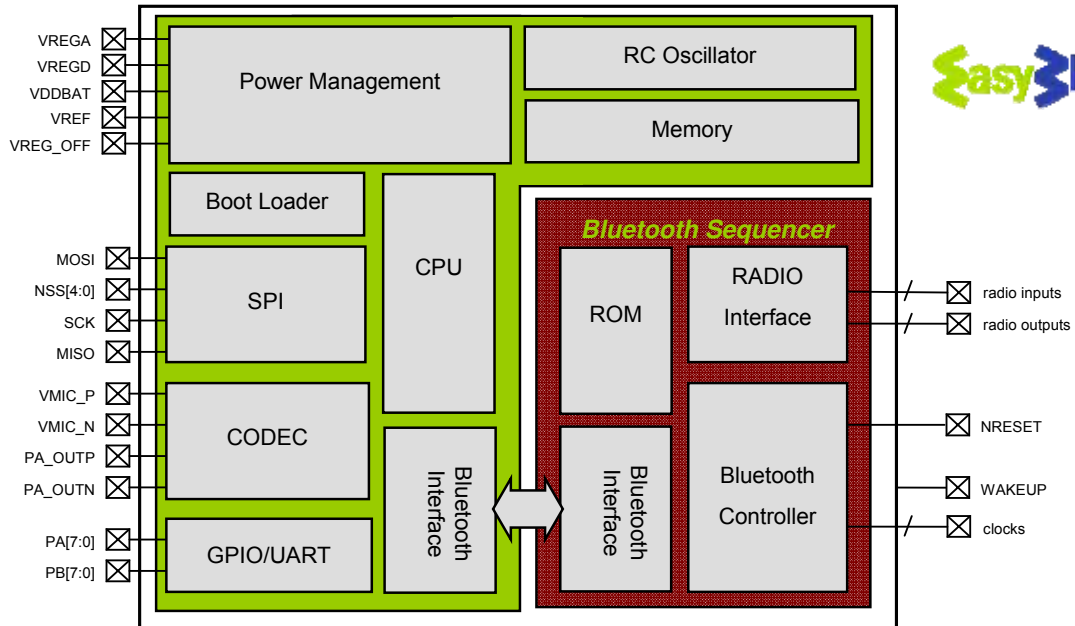 VREGA
VREGD
VDDBAT
VREF
VREG_OFF
Power Management
RC Oscillator
Memory
Easy
Boot Loader
CPU
MOSI
NSS[4:0]
SCK
MISO
SPI
VMIC_P
VMIC_N
PA_OUTP
PA_OUTN
CODEC
PA[7:0]
PB[7:0]
GPIO/UART
Bluetooth
Interface
Bluetooth Sequencer
ROM
RADIO
Interface
Bluetooth
Interface
Bluetooth
Controller
radio inputs
radio outputs
NRESET
WAKEUP
clocks